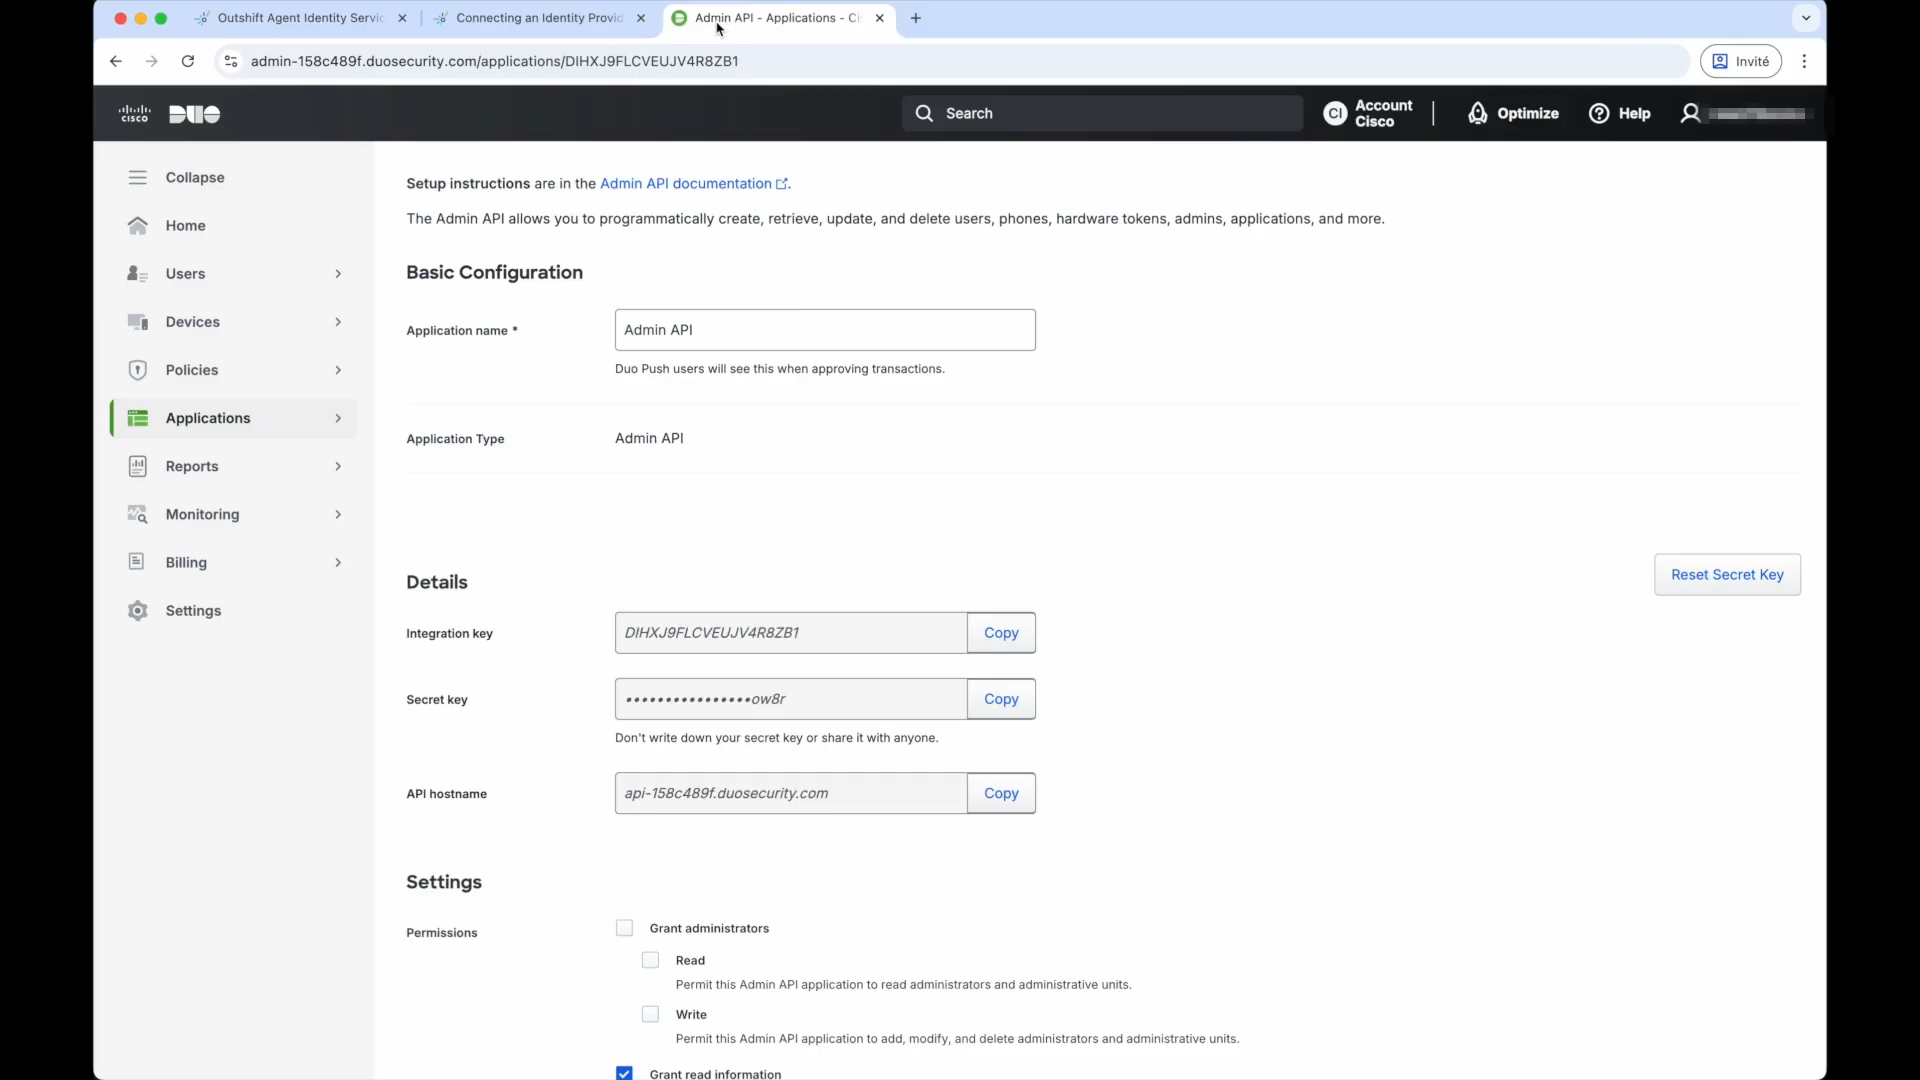 Outshift Agent Identity Servic
Connecting an Identity Provid
Admin API - Applications - Ci
admin-158c489f.duosecurity.com/applications/DIHXJ9FLCVEUJV4R8ZB1
Invité
cisco
DUO
Search
CI
Account
Cisco
Optimize
Help
Collapse
Home
Users
Devices
Policies
Applications
Reports
Monitoring
Billing
Settings
Setup instructions are in the Admin API documentation.
The Admin API allows you to programmatically create, retrieve, update, and delete users, phones, hardware tokens, admins, applications, and more.
Basic Configuration
Application name *
Admin API
Duo Push users will see this when approving transactions.
Application Type
Admin API
Details
Reset Secret Key
Integration key
DIHXJ9FLCVEUJV4R8ZB1
Copy
Secret key
••••••••••••••••ow8r
Copy
Don't write down your secret key or share it with anyone.
API hostname
api-158c489f.duosecurity.com
Copy
Settings
Permissions
Grant administrators
Read
Permit this Admin API application to read administrators and administrative units.
Write
Permit this Admin API application to add, modify, and delete administrators and administrative units.
Grant read information